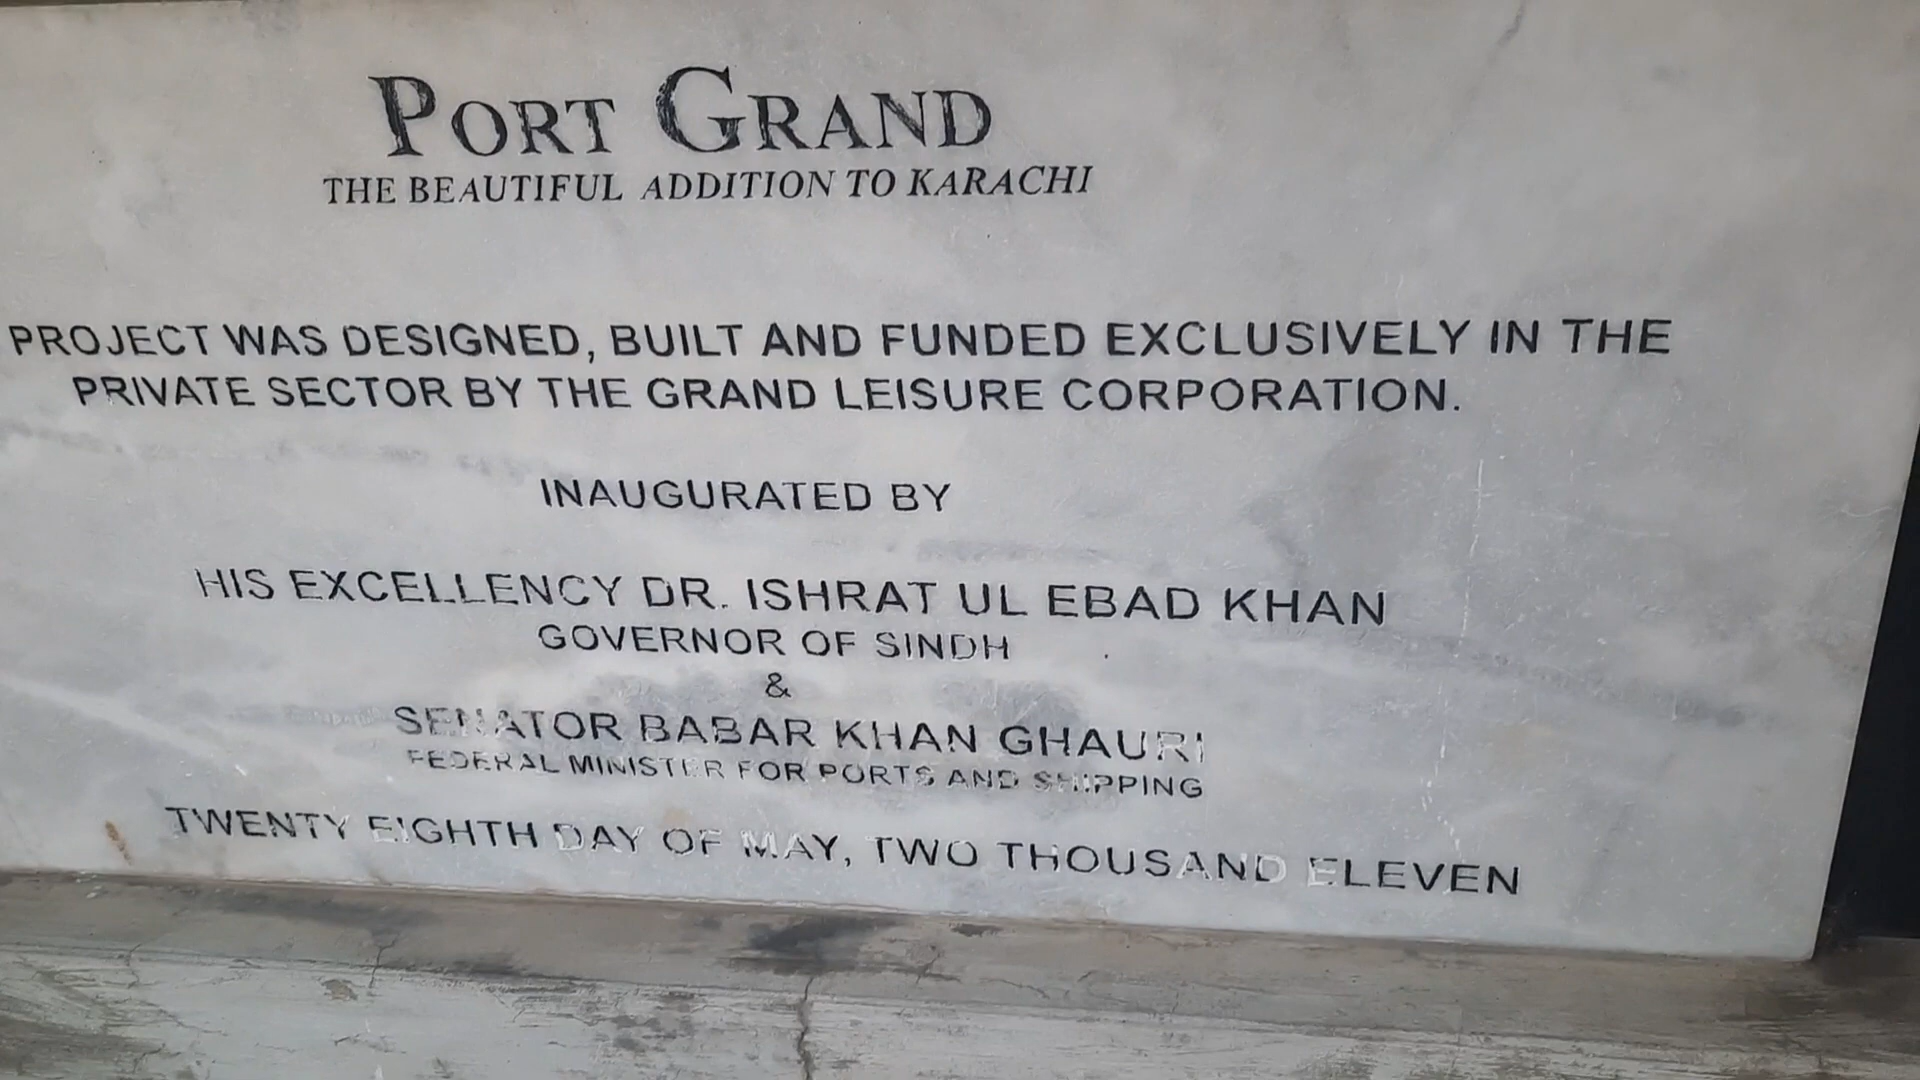 PORT GRAND
THE BEAUTIFUL ADDITION TO KARACHI
PROJECT WAS DESIGNED, BUILT AND FUNDED EXCLUSIVELY IN THE
PRIVATE SECTOR BY THE GRAND LEISURE CORPORATION.
INAUGURATED BY
HIS EXCELLENCY DR. ISHRAT UL EBAD KHAN
GOVERNOR OF SINDH
&
SENATOR BABAR KHAN GHAURI
FEDERAL MINISTER FOR PORTS AND SHIPPING
TWENTY EIGHTH DAY OF MAY, TWO THOUSAND ELEVEN